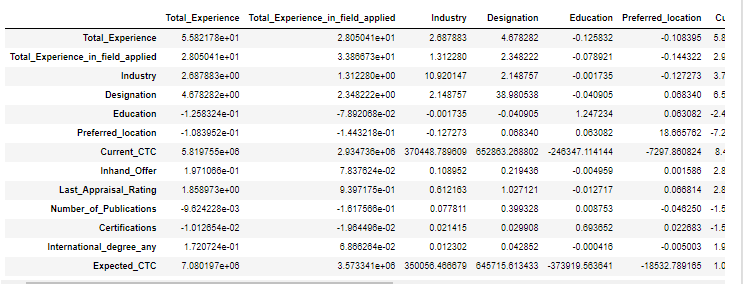 Total_Experience Total_Experience_in_field_applied Industry Designation Education Preferred_location Cu
Total_Experience 5.582178e+01 2.805041e+01 2.687883 4.678282 -0.125832 -0.108395 5.8
Total_Experience_in_field_applied 2.805041e+01 3.386673e+01 1.312280 2.348222 -0.078921 -0.144322 2.9
Industry 2.687883e+00 1.312280e+00 10.920147 2.148757 -0.001735 -0.127273 3.7
Designation 4.678282e+00 2.348222e+00 2.148757 38.980538 -0.040905 0.068340 6.5
Education -1.258324e-01 -7.892068e-02 -0.001735 -0.040905 1.247234 0.063082 -2.4
Preferred_location -1.083952e-01 -1.443218e-01 -0.127273 0.068340 0.063082 18.665762 -7.2
Current_CTC 5.819755e+06 2.934736e+06 370448.789609 652863.268802 -246347.114144 -7297.860824 8.4
Inhand_Offer 1.971066e-01 7.837624e-02 0.108952 0.219436 -0.004959 0.001586 2.8
Last_Appraisal_Rating 1.858973e+00 9.397175e-01 0.612163 1.027121 -0.012717 0.066814 2.8
Number_of_Publications -9.624228e-03 -1.617566e-01 0.077811 0.399328 0.008753 -0.046250 -1.5
Certifications -1.012654e-02 -1.964496e-02 0.021415 0.029908 0.693652 0.022683 -1.5
International_degree_any 1.720724e-01 6.866264e-02 0.012302 0.042852 -0.000416 -0.005003 1.9
Expected_CTC 7.080197e+06 3.573341e+06 350056.466679 645715.613433 -373919.563641 -18532.789165 1.0